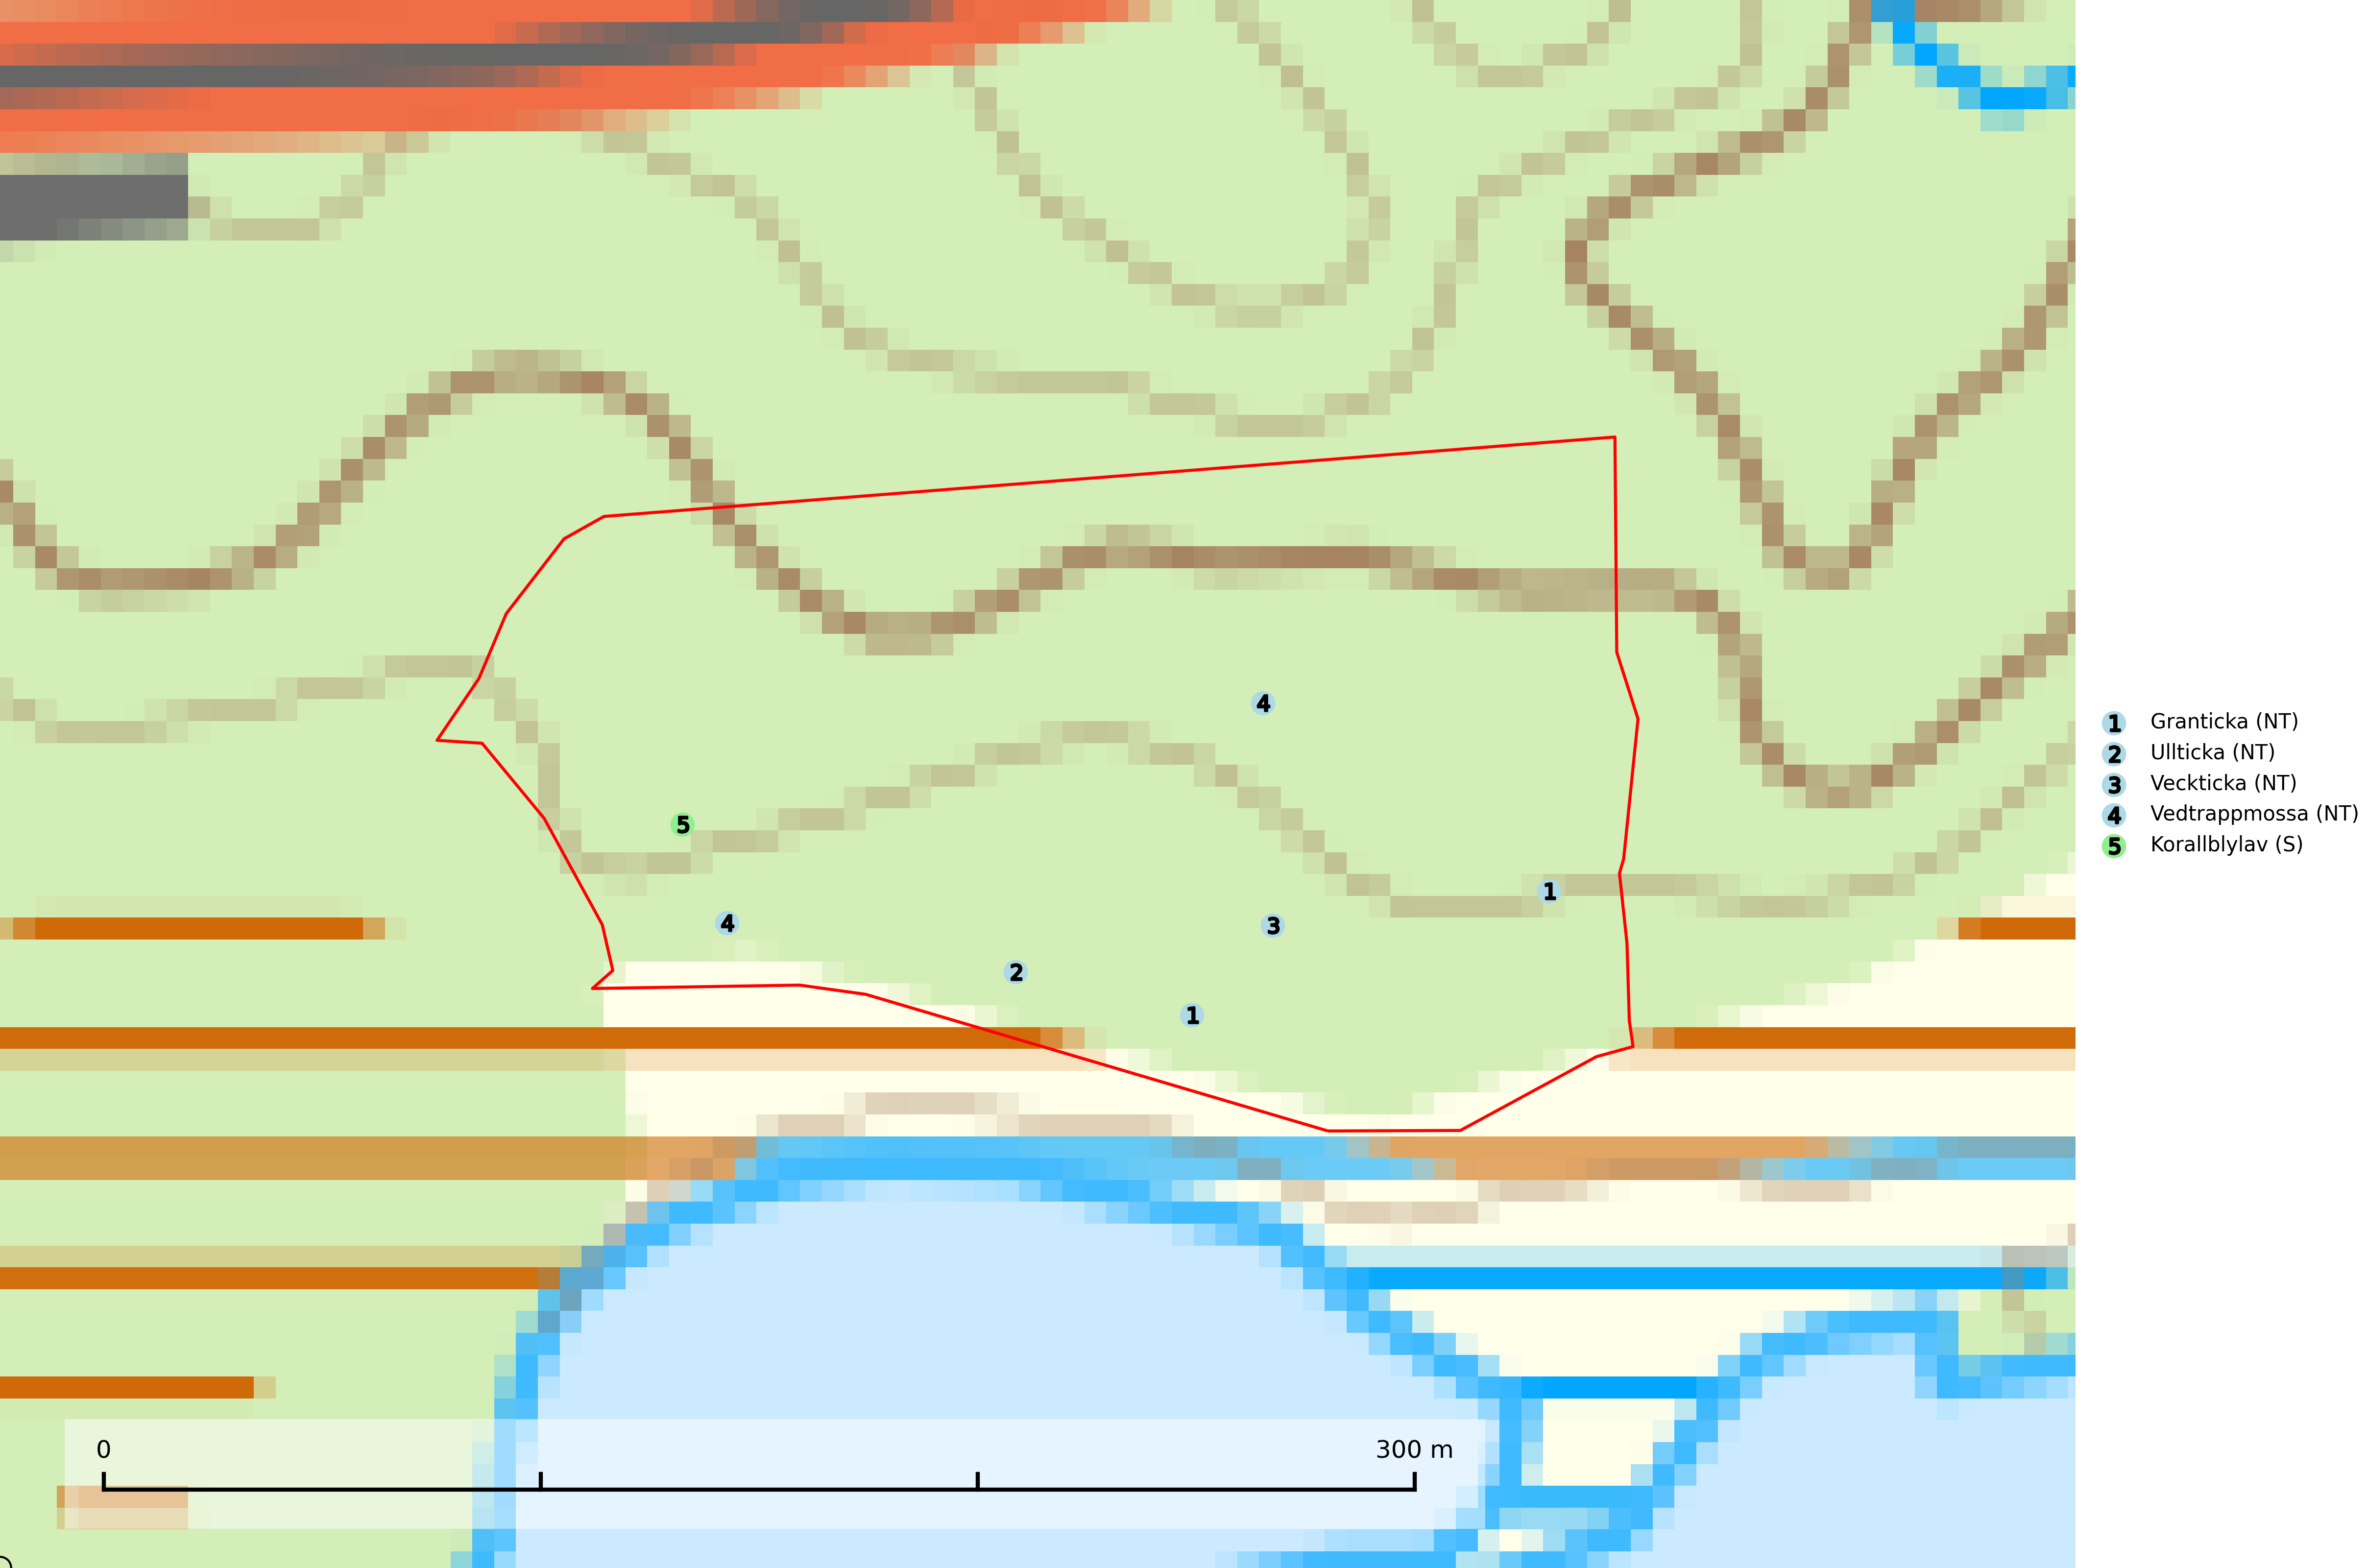 4
5
1
4
3
2
1
1 Granticka (NT)
2 Ullticka (NT)
3 Veckticka (NT)
4 Vedtrappmossa (NT)
5 Korallblylav (S)
0 300 m